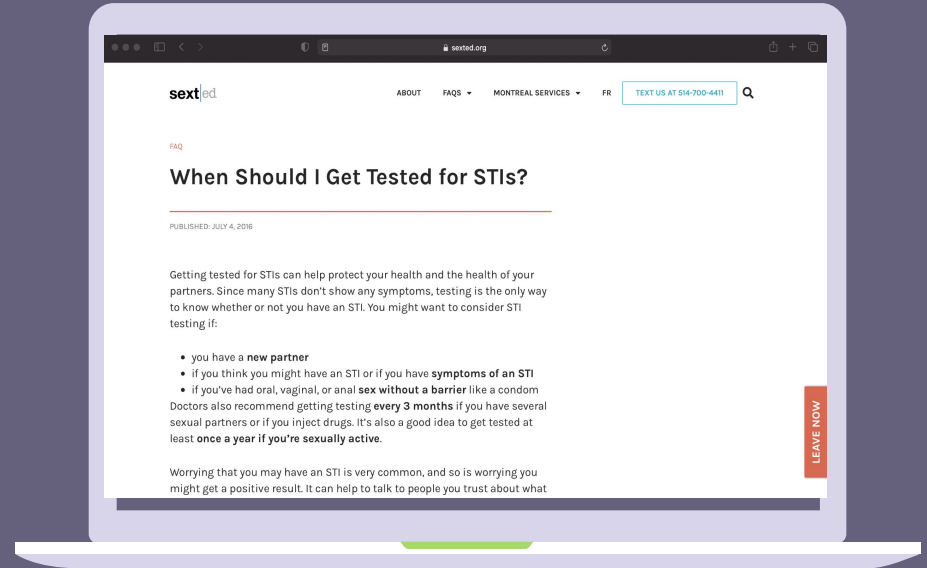 sexted.org
sexted
ABOUT FAQS MONTREAL SERVICES FR TEXT US AT 514-700-4411
FAQ
When Should I Get Tested for STIs?
PUBLISHED: JULY 4, 2016
Getting tested for STIs can help protect your health and the health of your
partners. Since many STIs don't show any symptoms, testing is the only way
to know whether or not you have an STI. You might want to consider STI
testing if:
• you have a new partner
• if you think you might have an STI or if you have symptoms of an STI
• if you've had oral, vaginal, or anal sex without a barrier like a condom
Doctors also recommend getting testing every 3 months if you have several
sexual partners or if you inject drugs. It's also a good idea to get tested at
least once a year if you're sexually active.
LEAVE NOW
Worrying that you may have an STI is very common, and so is worrying you
might get a positive result. It can help to talk to people you trust about what